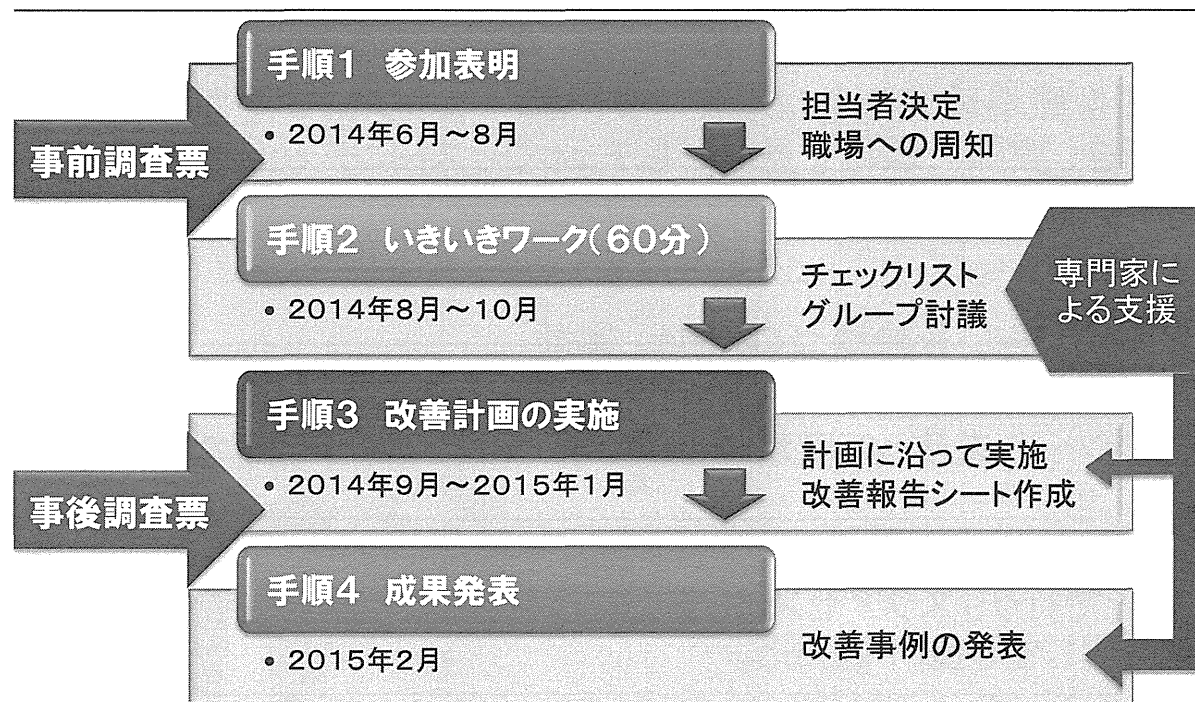 手順1 参加表明
• 2014年6月～8月
担当者決定
職場への周知
事前調査票
手順2 いきいきワーク(60分)
• 2014年8月～10月
チェックリスト
グループ討議
専門家に
よる支援
手順3 改善計画の実施
• 2014年9月～2015年1月
計画に沿って実施
改善報告シート作成
事後調査票
手順4 成果発表
• 2015年2月
改善事例の発表